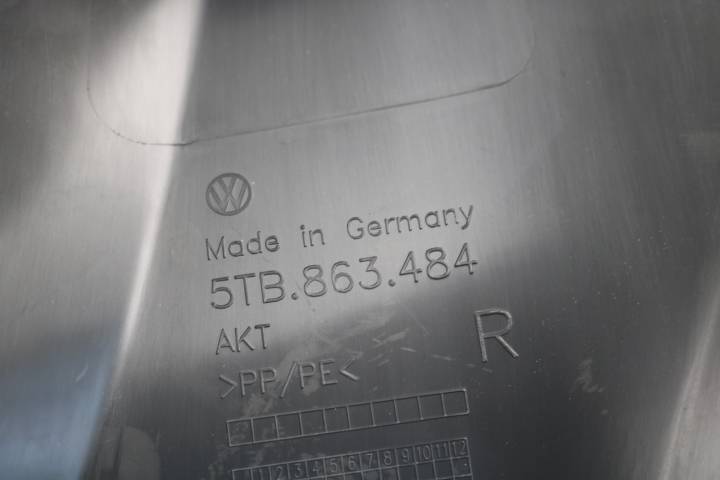 Made in Germany
5TB.863.484
AKT
R
>PP/PE<
1 2 3 4 5 6 7 8 9 10 11 12